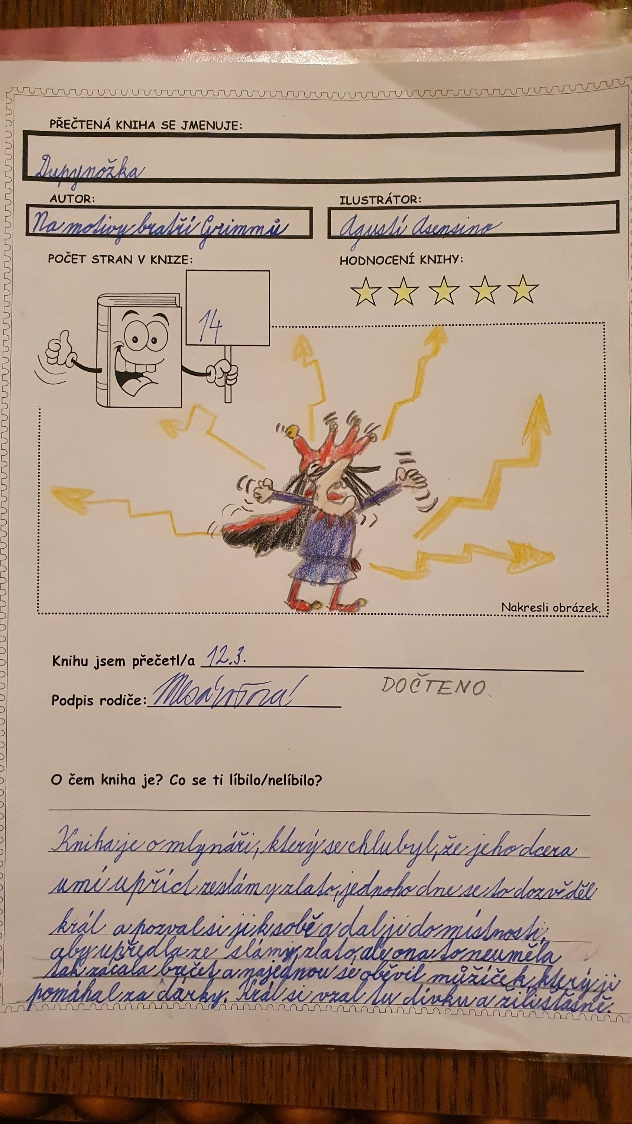 PŘEČTENÁ KNIHA SE JMENUJE:
Dupynožka
AUTOR:
ILUSTRÁTOR:
Na motivy bratří Grimmů
Agustí Asensino
POČET STRAN V KNIZE:
HODNOCENÍ KNIHY:
14
Nakresli obrázek.
Knihu jsem přečetl/a 12.3.
Podpis rodiče:
DOČTENO.
O čem kniha je? Co se ti líbilo/nelíbilo?
Kniha je o mlynáři, který se chlubyl, že jeho dcera
umí upříct ze slámy zlato, jednoho dne se to dozvěděl
král a pozval si ji k sobě a dal ji do místnosti,
aby upředla ze slámy zlato, ale ona to neuměla
tak začala brečet a najednou se objevil mužíček, který ji
pomáhal za dárky. Král si vzal tu dívku a žili šťastně.